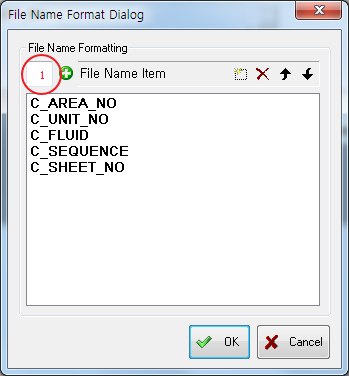 File Name Format Dialog
File Name Formatting
1 File Name Item
C_AREA_NO
C_UNIT_NO
C_FLUID
C_SEQUENCE
C_SHEET_NO
OK
Cancel